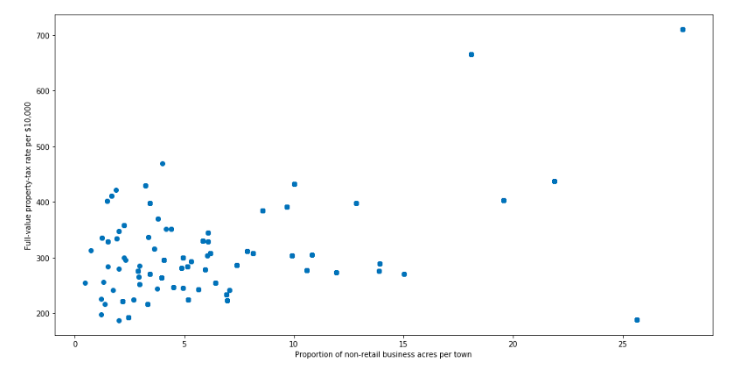 700
600
500
400
300
200
Full-value property-tax rate per $10,000
0 5 10 15 20 25
Proportion of non-retail business acres per town